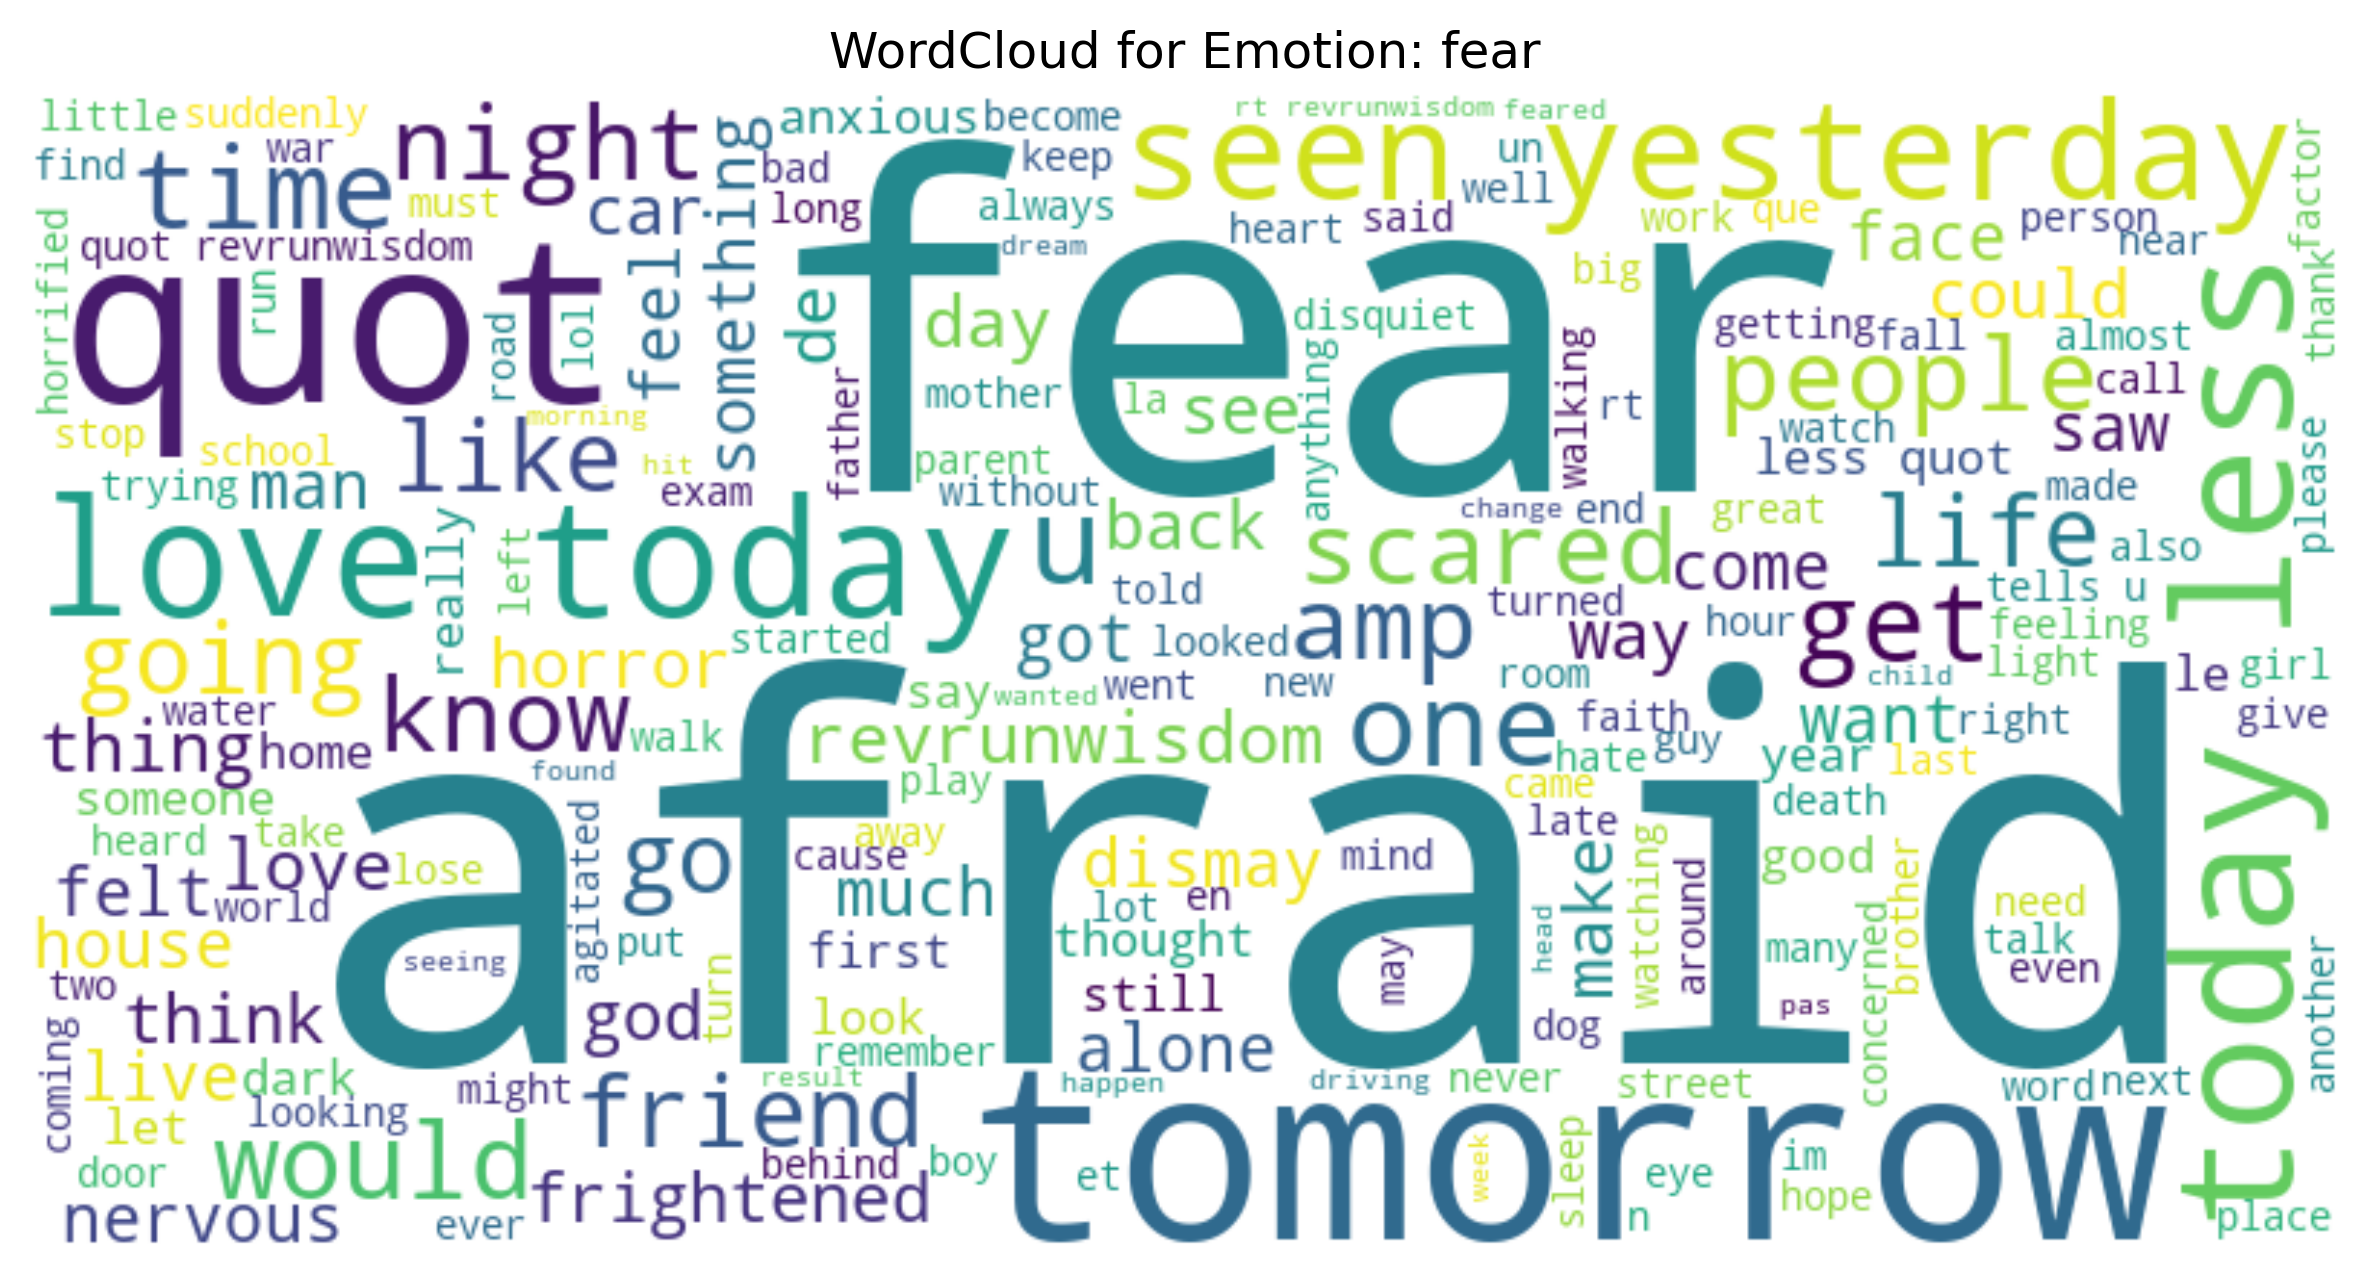 WordCloud for Emotion: fear
little suddenly
night
something
anxious become
rt revrunwisdom feared
seen yesterday
find
time
war
bad
keep
un
well
must
car
long
always
heart
said
work que
face
person
near
thank factor
horrified
quot revrunwisdom
quot
run
road
lol
feel
de
fear
dream
day
disquiet
big
could
getting fall
almost
less
today less
people
call
mother
la see
anything
walking
rt
watch
saw
stop
school
morning
like
hit
father
parent
less quot
please
trying man
exam
without
change end
great
made
life
also
love today
really
left
u
back
scared
come
told
turned
hour
get
tells u
feeling
going
horror
started
got looked
amp
way
room
child
light
le girl
thing
water
home
know
walk
say wanted went
new
revrunwisdom
one
faith
guy
hate
want right
give
found
someone
afraid
play
came
year last
heard take
felt love lose
agitated
go
cause away
dismay
mind
late
death
good
world
much
lot en
head
make
watching
around
concerned
brother
need
house
seeing
put
first
thought
may
many
talk
even
two
think
god
turn
look
still
dog
pas
another
coming
live dark
remember
alone
result
might
friend
happen
driving never
street
word next
let
looking
would
behind
boy
et
tomorrow
week
sleep
eye
im
hope
door
nervous
ever frightened
n
place